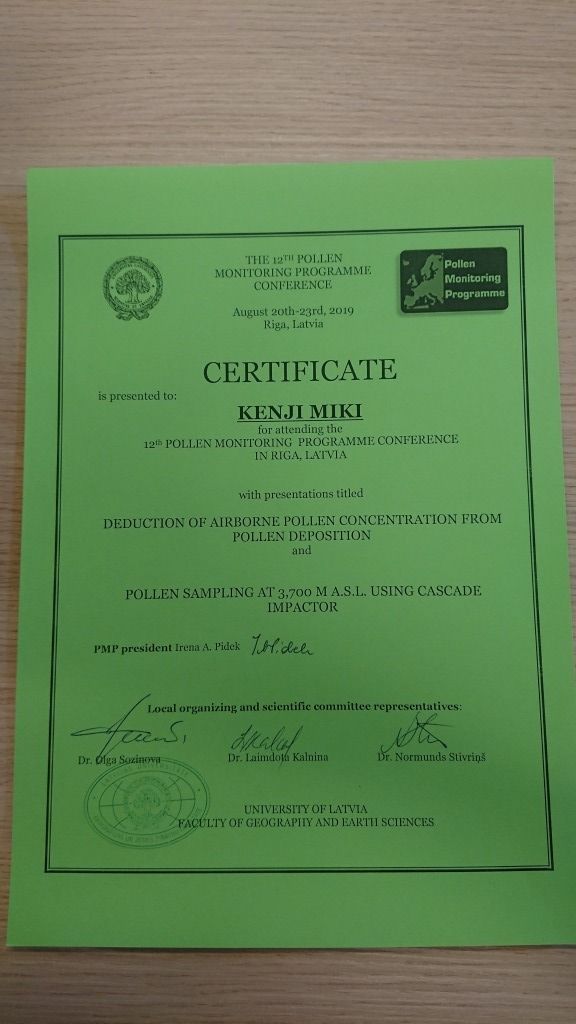 THE 12TH POLLEN
MONITORING PROGRAMME
CONFERENCE
Pollen
Monitoring
Programme
August 20th-23rd, 2019
Riga, Latvia
CERTIFICATE
is presented to:
KENJI MIKI
for attending the
12th POLLEN MONITORING PROGRAMME CONFERENCE
IN RIGA, LATVIA
with presentations titled
DEDUCTION OF AIRBORNE POLLEN CONCENTRATION FROM
POLLEN DEPOSITION
and
POLLEN SAMPLING AT 3,700 M A.S.L. USING CASCADE
IMPACTOR
PMP president Irena A. Pidek
Local organizing and scientific committee representatives:
Dr. Olga Sozinova Dr. Laimdota Kalnina Dr. Normunds Stivriņš
UNIVERSITY OF LATVIA
FACULTY OF GEOGRAPHY AND EARTH SCIENCES